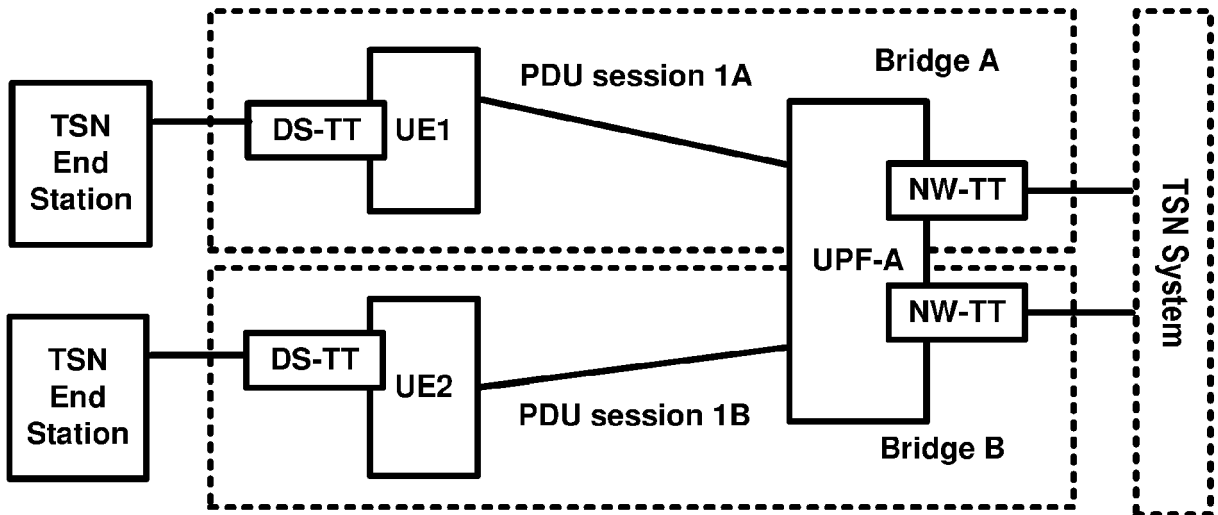 Bridge A
PDU session 1A
TSN
End
Station
DS-TT
UE1
NW-TT
UPF-A
TSN System
NW-TT
TSN
End
Station
DS-TT
UE2
PDU session 1B
Bridge B